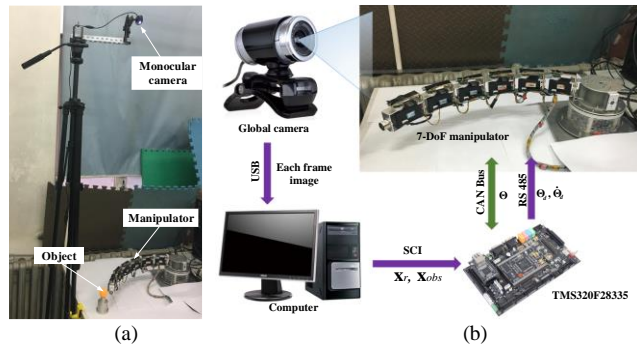 Monocular
camera
Manipulator
Object
(a)
Global camera
USB
Each frame
image
Computer
SCI
Xr, Xobs
7-DoF manipulator
CAN Bus
Θ
RS 485
Θd, Θ̇d
TMS320F28335
(b)